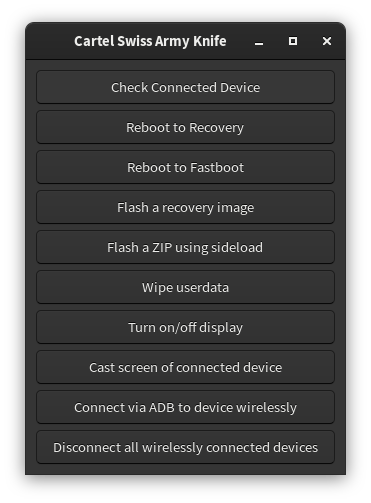 Cartel Swiss Army Knife
Check Connected Device
Reboot to Recovery
Reboot to Fastboot
Flash a recovery image
Flash a ZIP using sideload
Wipe userdata
Turn on/off display
Cast screen of connected device
Connect via ADB to device wirelessly
Disconnect all wirelessly connected devices